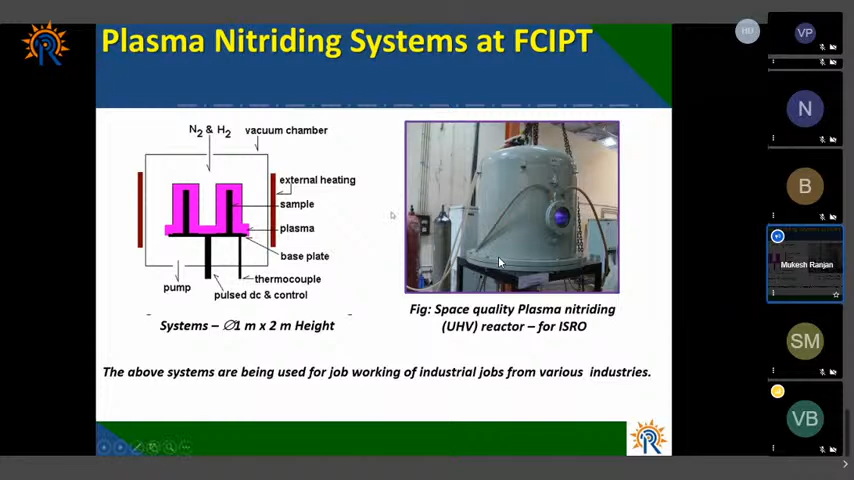 Plasma Nitriding Systems at FCIPT
N2 & H2
vacuum chamber
external heating
sample
plasma
base plate
thermocouple
pump
pulsed dc & control
Systems – ∅1 m x 2 m Height
Fig: Space quality Plasma nitriding
(UHV) reactor – for ISRO
The above systems are being used for job working of industrial jobs from various industries.
HU
VP
N
B
Mukesh Ranjan
SM
VB